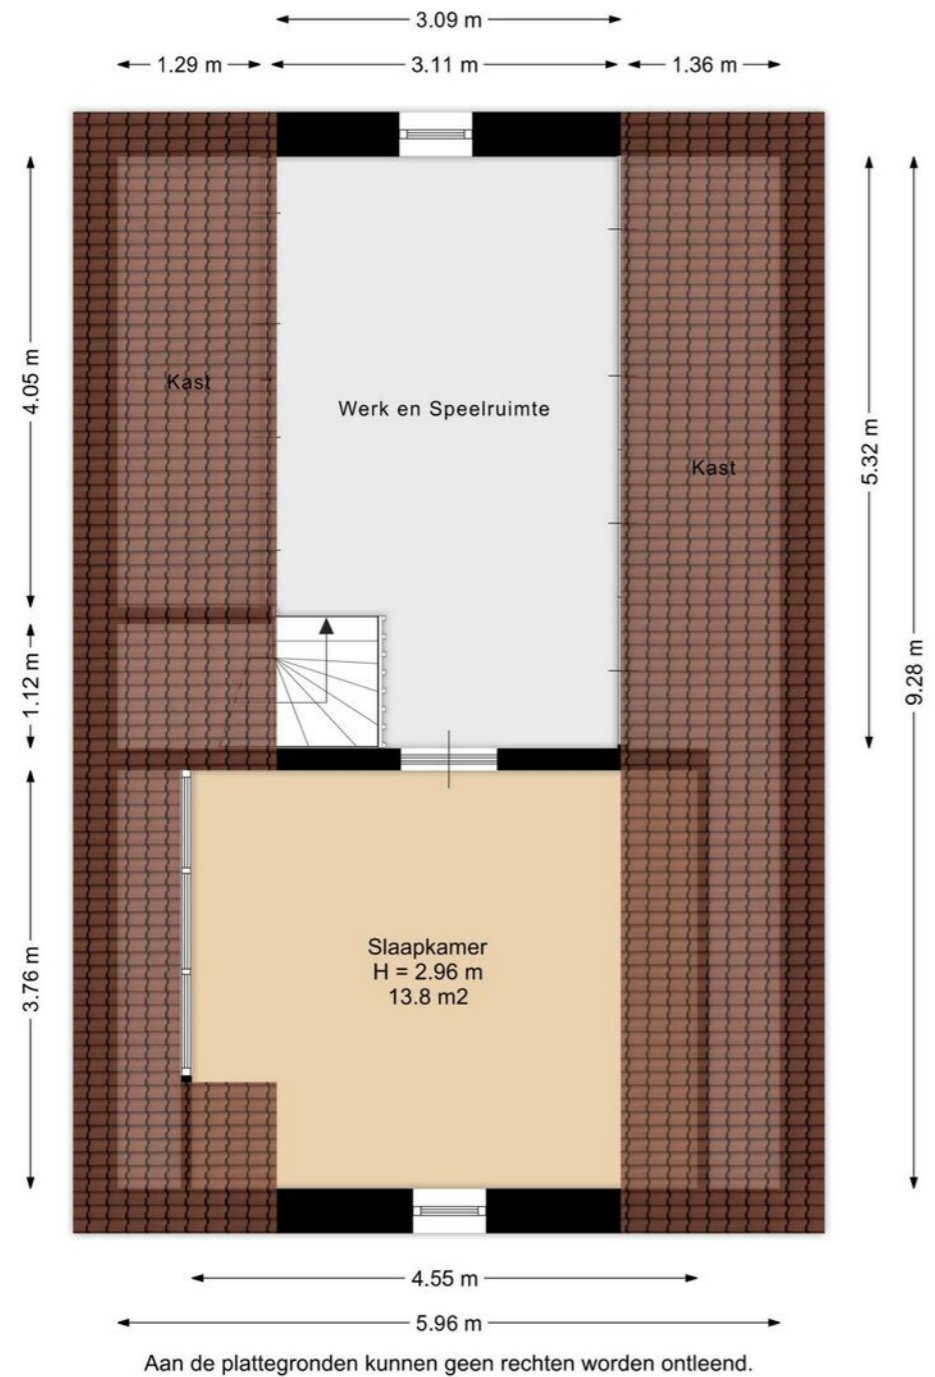 3.09 m
1.29 m
3.11 m
1.36 m
4.05 m
Kast
Werk en Speelruimte
Kast
5.32 m
1.12 m
9.28 m
3.76 m
Slaapkamer
H = 2.96 m
13.8 m2
4.55 m
5.96 m
Aan de plattegronden kunnen geen rechten worden ontleend.